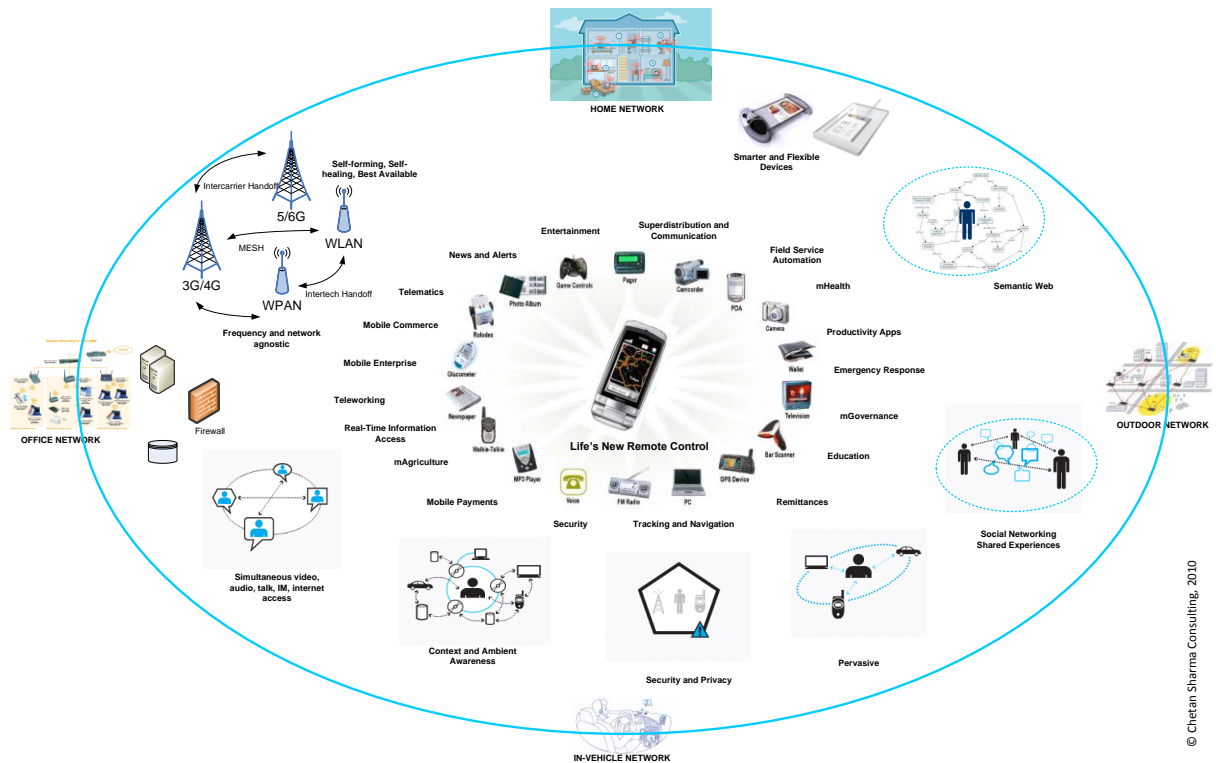 HOME NETWORK
Smarter and Flexible
Devices
Self-forming, Self-
healing, Best Available
Intercarrier Handoff
5/6G
WLAN
MESH
3G/4G
WPAN
Intertech Handoff
Frequency and network
agnostic
Semantic Web
Superdistribution and
Communication
Entertainment
News and Alerts
Field Service
Automation
Telematics
mHealth
Mobile Commerce
Productivity Apps
Mobile Enterprise
Emergency Response
Teleworking
mGovernance
Real-Time Information
Access
Education
mAgriculture
Mobile Payments
Remittances
Security
Tracking and Navigation
Pager
Game Controls
Camcorder
Photo Album
PDA
Rolodex
Camera
Glucometer
Wallet
Newspaper
Television
Walkie-Talkie
Bar Scanner
MP3 Player
GPS Device
Voice
FM Radio
PC
Life's New Remote Control
OFFICE NETWORK
Firewall
OUTDOOR NETWORK
Simultaneous video,
audio, talk, IM, internet
access
Social Networking
Shared Experiences
Context and Ambient
Awareness
Security and Privacy
Pervasive
IN-VEHICLE NETWORK
© Chetan Sharma Consulting, 2010